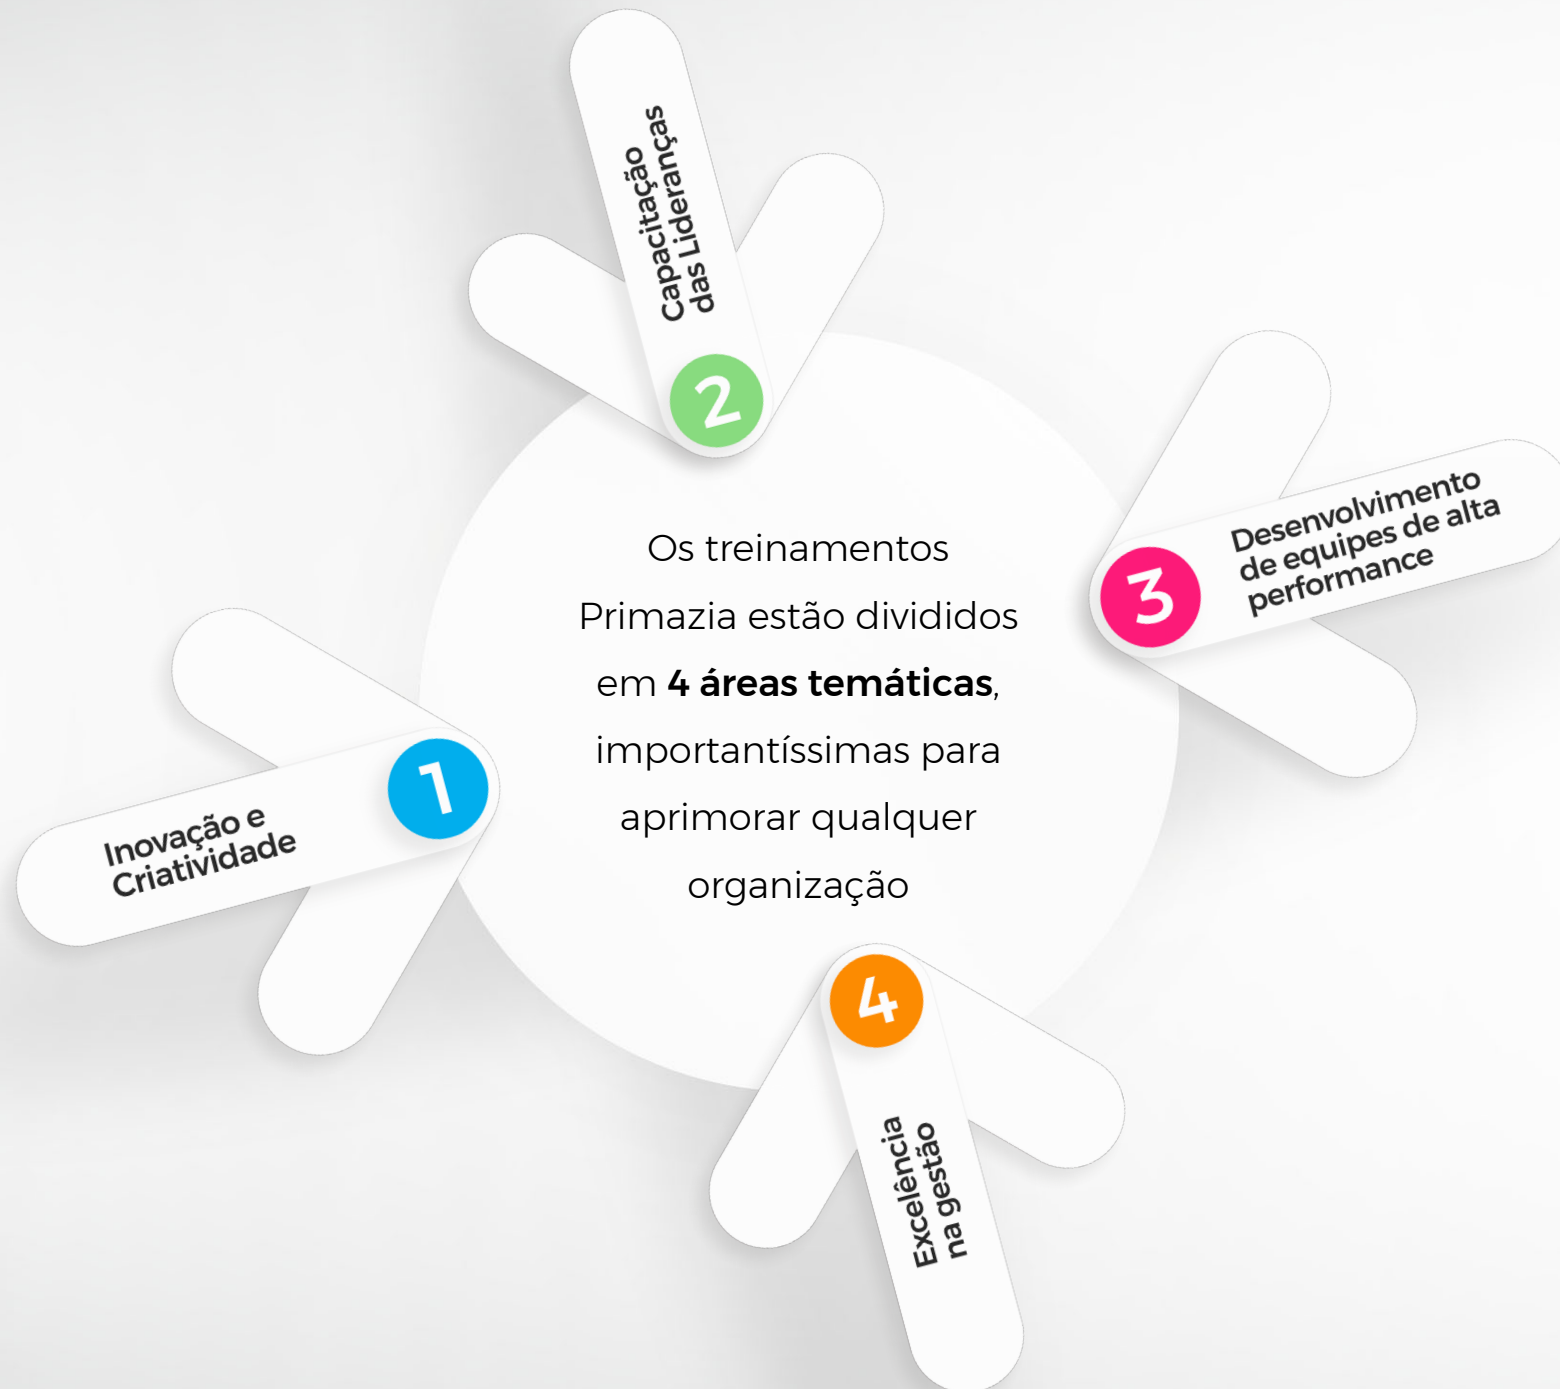 Capacitação
das Lideranças
2
Desenvolvimento
de equipes de alta
performance
3
Os treinamentos
Primazia estão divididos
em 4 áreas temáticas,
importantíssimas para
aprimorar qualquer
organização
1
Inovação e
Criatividade
4
Excelência
na gestão